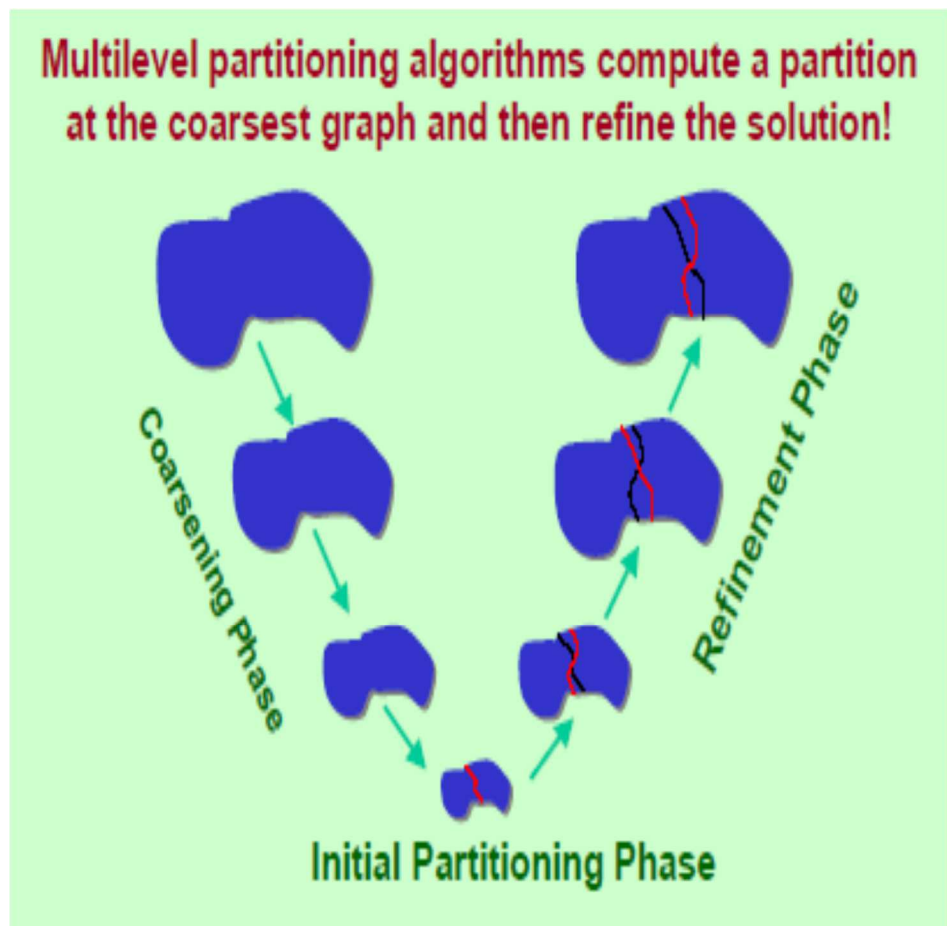 Multilevel partitioning algorithms compute a partition
at the coarsest graph and then refine the solution!
Coarsening Phase
Refinement Phase
Initial Partitioning Phase